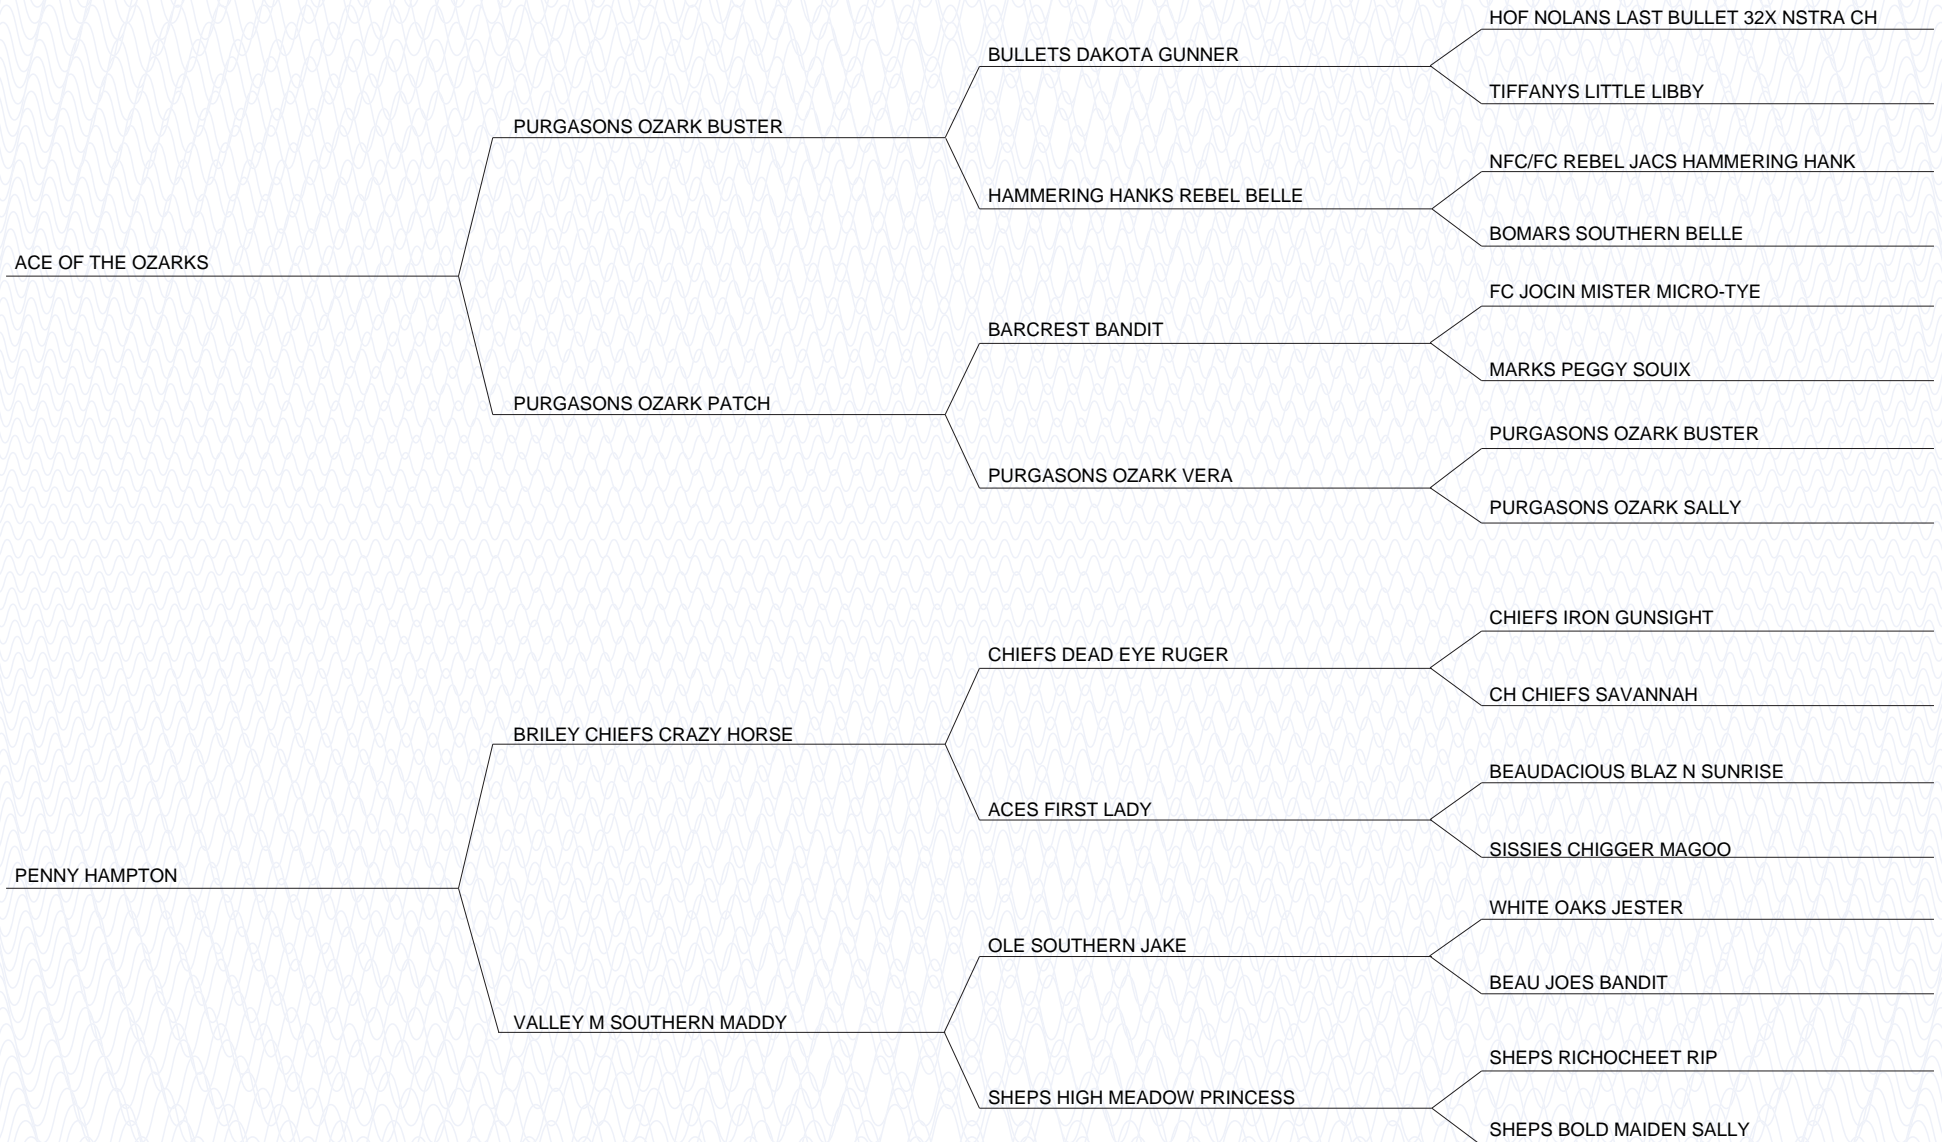 HOF NOLANS LAST BULLET 32X NSTRA CH
BULLETS DAKOTA GUNNER
TIFFANYS LITTLE LIBBY
PURGASONS OZARK BUSTER
NFC/FC REBEL JACS HAMMERING HANK
HAMMERING HANKS REBEL BELLE
BOMARS SOUTHERN BELLE
ACE OF THE OZARKS
FC JOCIN MISTER MICRO-TYE
BARCREST BANDIT
MARKS PEGGY SOUIX
PURGASONS OZARK PATCH
PURGASONS OZARK BUSTER
PURGASONS OZARK VERA
PURGASONS OZARK SALLY
CHIEFS IRON GUNSIGHT
CHIEFS DEAD EYE RUGER
CH CHIEFS SAVANNAH
BRILEY CHIEFS CRAZY HORSE
BEAUDACIOUS BLAZ N SUNRISE
ACES FIRST LADY
SISSIES CHIGGER MAGOO
PENNY HAMPTON
WHITE OAKS JESTER
OLE SOUTHERN JAKE
BEAU JOES BANDIT
VALLEY M SOUTHERN MADDY
SHEPS RICHOCHEET RIP
SHEPS HIGH MEADOW PRINCESS
SHEPS BOLD MAIDEN SALLY